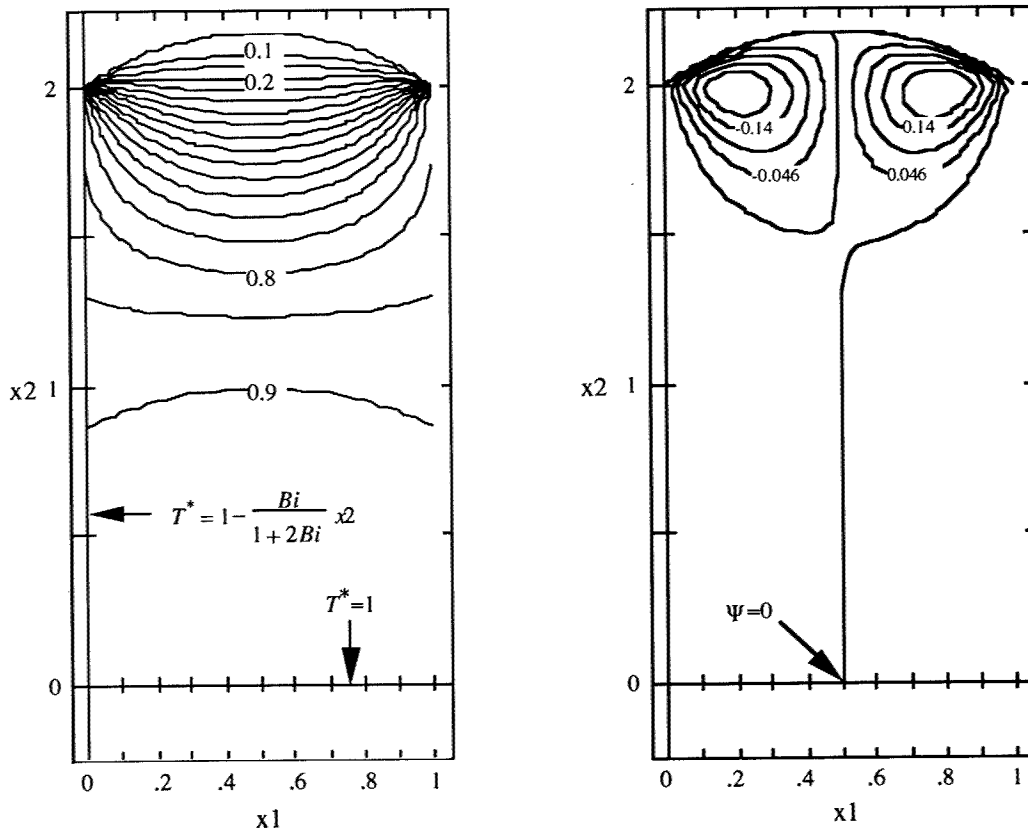 0.1
0.2
0.8
0.9
2
1
0
x2
T* = 1 - Bi / (1 + 2Bi) x2
T* = 1
0 .2 .4 .6 .8 1
x1
-0.14
0.14
-0.046
0.046
2
1
0
x2
Ψ=0
0 .2 .4 .6 .8 1
x1